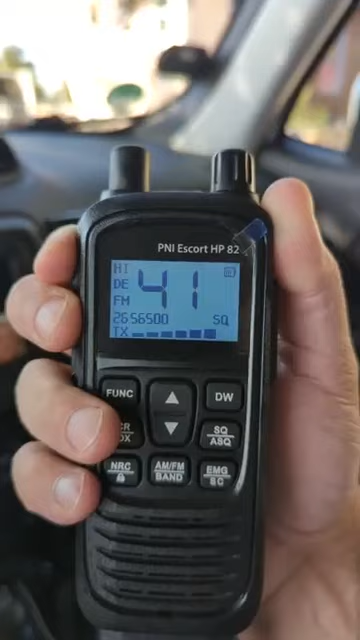 PNI Escort HP 82
HI
DE
FM
41
26 56500 SQ
TX
FUNC
DW
SQ
ASQ
NRC
AM/FM
BAND
EMG
SC